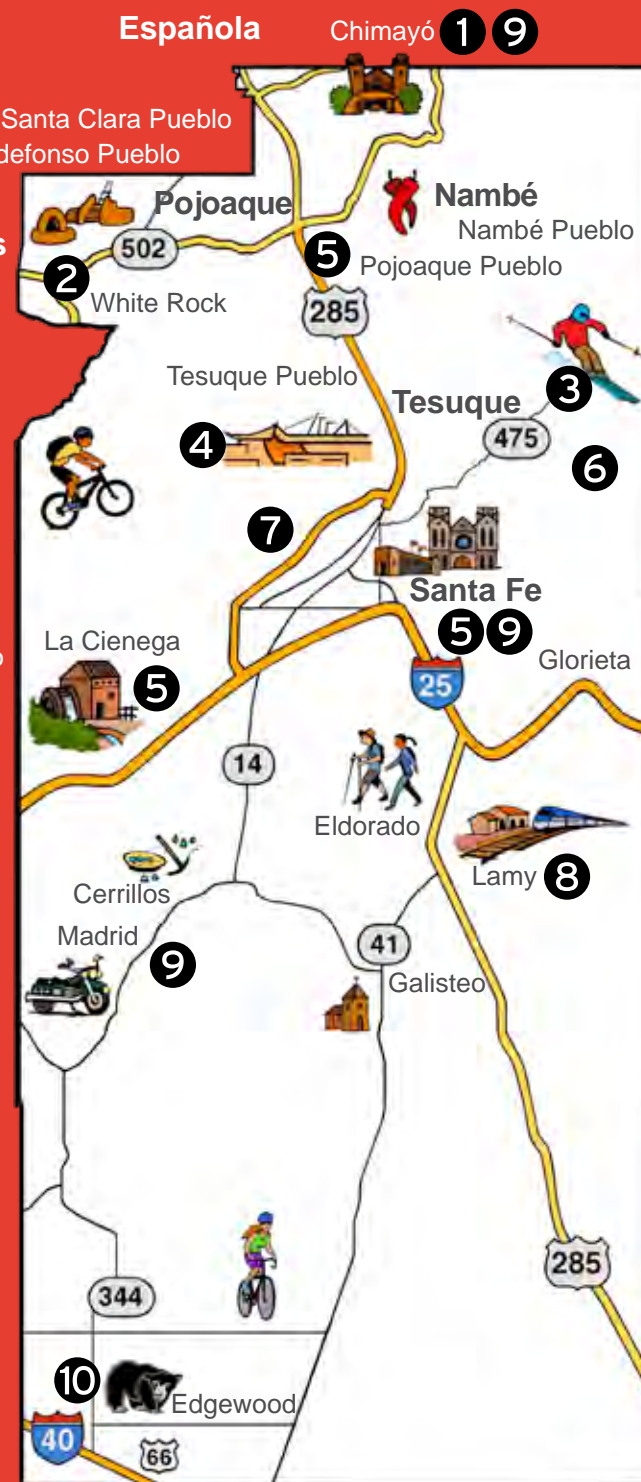 Española
Chimayó 1 9
Santa Clara Pueblo
Pojoaque
Nambé
Nambé Pueblo
502
5 Pojoaque Pueblo
2
White Rock
285
Tesuque Pueblo
3
Tesuque
475
4
6
7
Santa Fe
5 9
La Cienega
5
Glorieta
25
14
Eldorado
Cerrillos
Lamy 8
Madrid
9
41
Galisteo
285
344
10
Edgewood
40
66